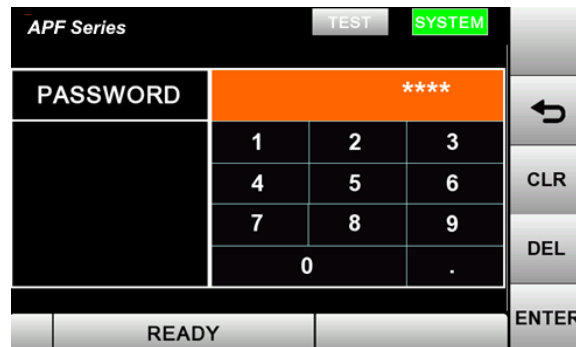 APF Series TEST SYSTEM
PASSWORD ****
1 2 3
4 5 6
7 8 9
0 .
CLR
DEL
ENTER
READY